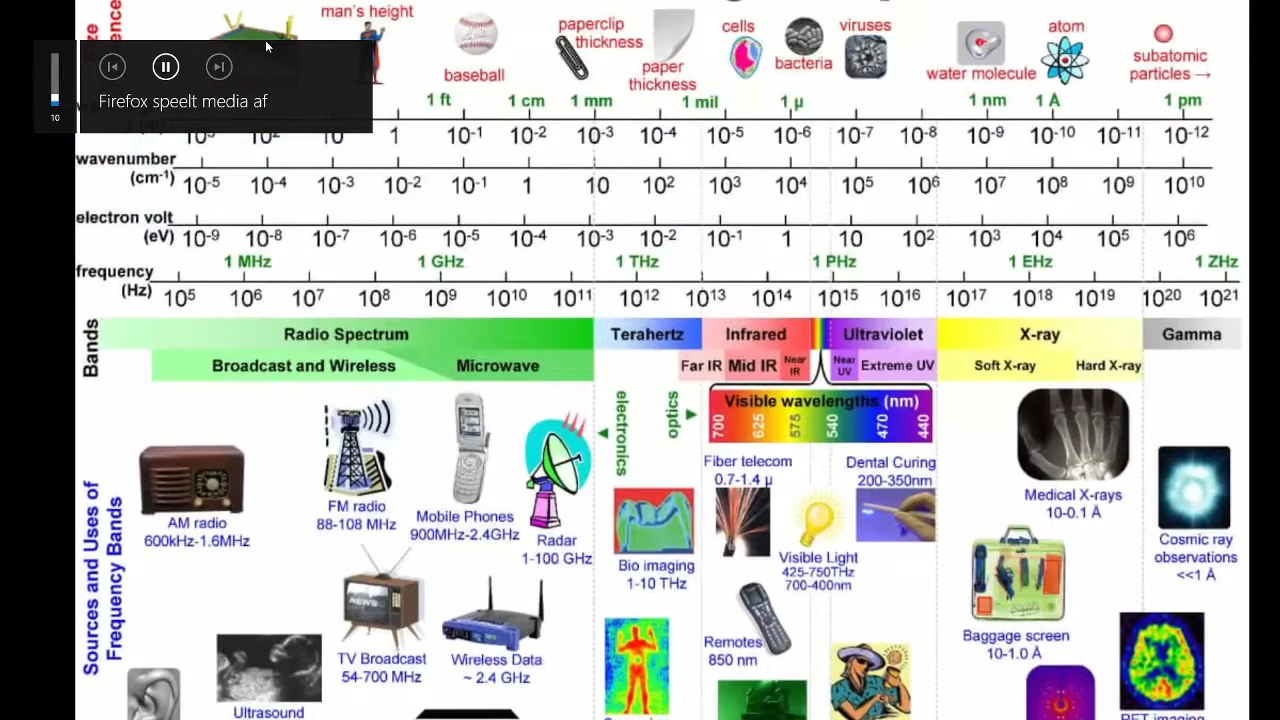 ze
ence
man's height
baseball
paperclip
thickness
paper
thickness
cells
bacteria
viruses
water molecule
atom
subatomic
particles →
10
Firefox speelt media af
1 ft
1 cm
1 mm
1 mil
1 µ
1 nm
1 Å
1 pm
10³ 10² 10 1 10-1 10-2 10-3 10-4 10-5 10-6 10-7 10-8 10-9 10-10 10-11 10-12
wavenumber
(cm-1)
10-5 10-4 10-3 10-2 10-1 1 10 10² 10³ 10⁴ 10⁵ 10⁶ 10⁷ 10⁸ 10⁹ 10¹⁰
electron volt
(eV)
10-9 10-8 10-7 10-6 10-5 10-4 10-3 10-2 10-1 1 10 10² 10³ 10⁴ 10⁵ 10⁶
1 MHz
1 GHz
1 THz
1 PHz
1 EHz
1 ZHz
frequency
(Hz)
10⁵ 10⁶ 10⁷ 10⁸ 10⁹ 10¹⁰ 10¹¹ 10¹² 10¹³ 10¹⁴ 10¹⁵ 10¹⁶ 10¹⁷ 10¹⁸ 10¹⁹ 10²⁰ 10²¹
Bands
Radio Spectrum
Terahertz
Infrared
Ultraviolet
X-ray
Gamma
Broadcast and Wireless
Microwave
Far IR
Mid IR
Near
IR
Near
UV
Extreme UV
Soft X-ray
Hard X-ray
electronics
optics
Visible wavelengths (nm)
700
625
575
540
470
440
Sources and Uses of
Frequency Bands
AM radio
600kHz-1.6MHz
FM radio
88-108 MHz
Mobile Phones
900MHz-2.4GHz
Radar
1-100 GHz
Bio imaging
1-10 THz
Fiber telecom
0.7-1.4 µ
Dental Curing
200-350nm
Visible Light
425-750THz
700-400nm
Medical X-rays
10-0.1 Å
Cosmic ray
observations
<<1 Å
NEWS
TV Broadcast
54-700 MHz
Wireless Data
~ 2.4 GHz
Remotes
850 nm
Baggage screen
10-1.0 Å
Ultrasound
PET imaging